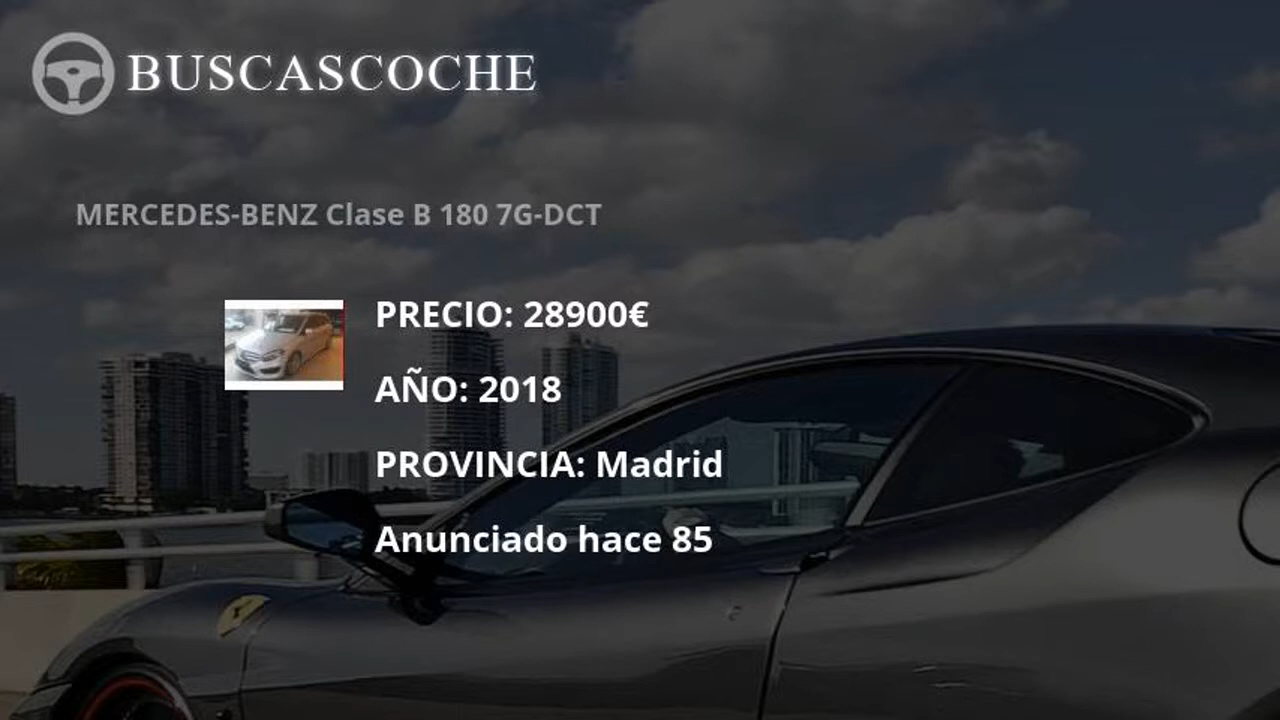 BUSCASCOCHE
MERCEDES-BENZ Clase B 180 7G-DCT
PRECIO: 28900€
AÑO: 2018
PROVINCIA: Madrid
Anunciado hace 85